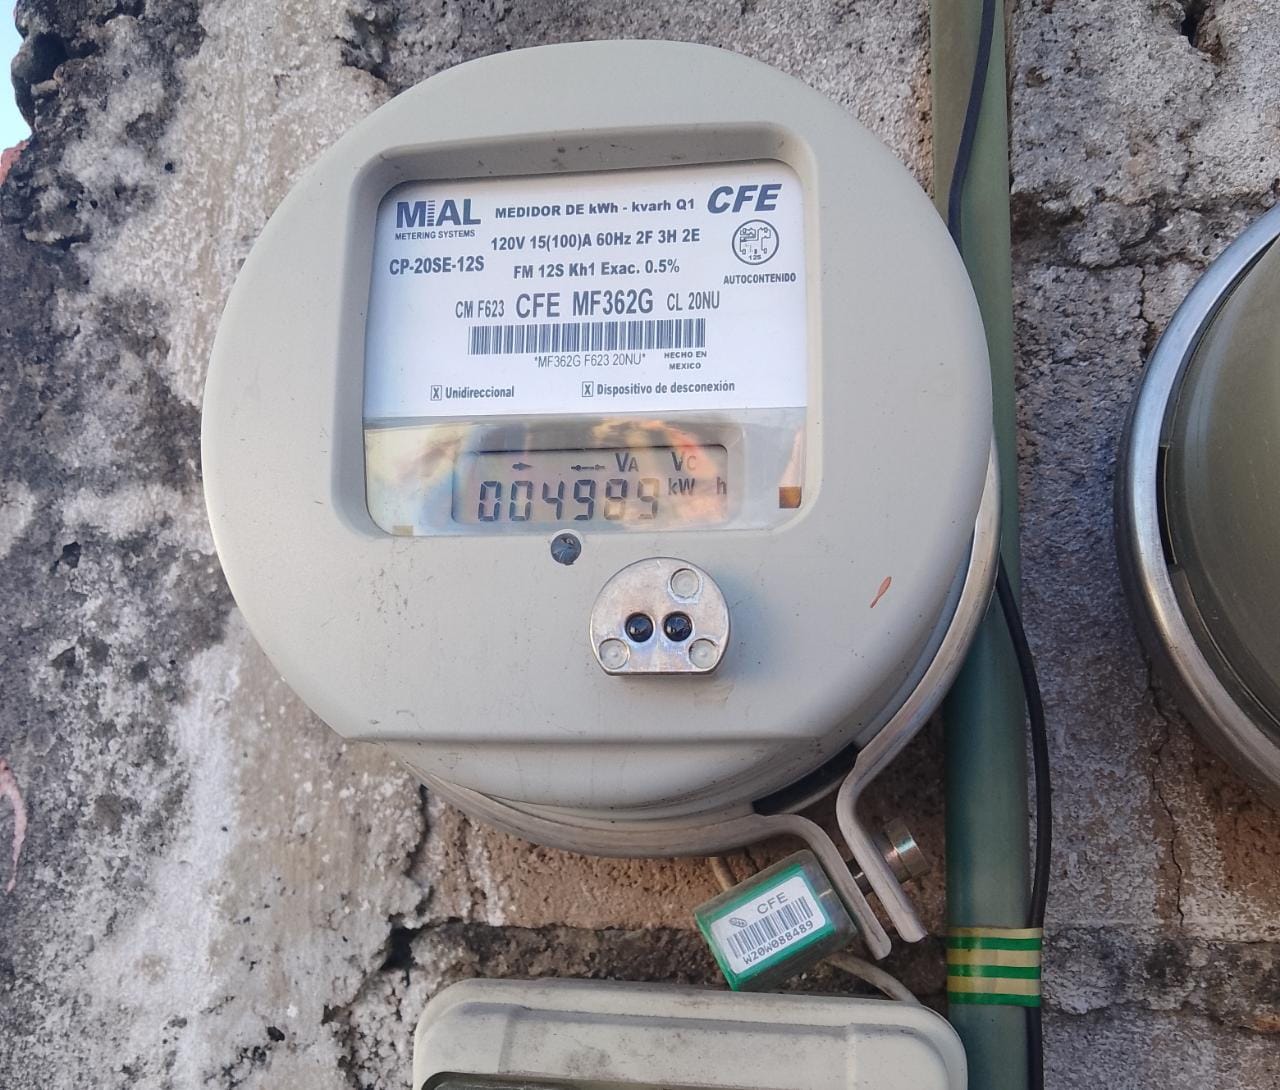 MIAL
METERING SYSTEMS
MEDIDOR DE kWh - kvarh Q1
CFE
120V 15(100)A 60Hz 2F 3H 2E
CP-20SE-12S
FM 12S Kh1 Exac. 0.5%
12S
AUTOCONTENIDO
CM F623 CFE MF362G CL 20NU
*MF362G F623 20NU*
HECHO EN
MEXICO
X Unidireccional
X Dispositivo de desconexión
VA VC
004989 kW h
CFE
W20W088489